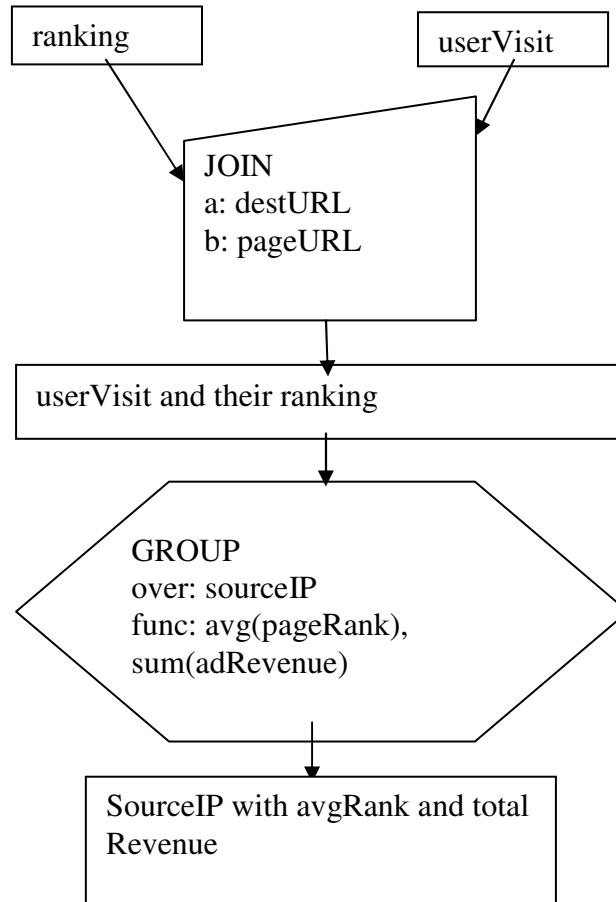 ranking
userVisit
JOIN
a: destURL
b: pageURL
userVisit and their ranking
GROUP
over: sourceIP
func: avg(pageRank),
sum(adRevenue)
SourceIP with avgRank and total
Revenue